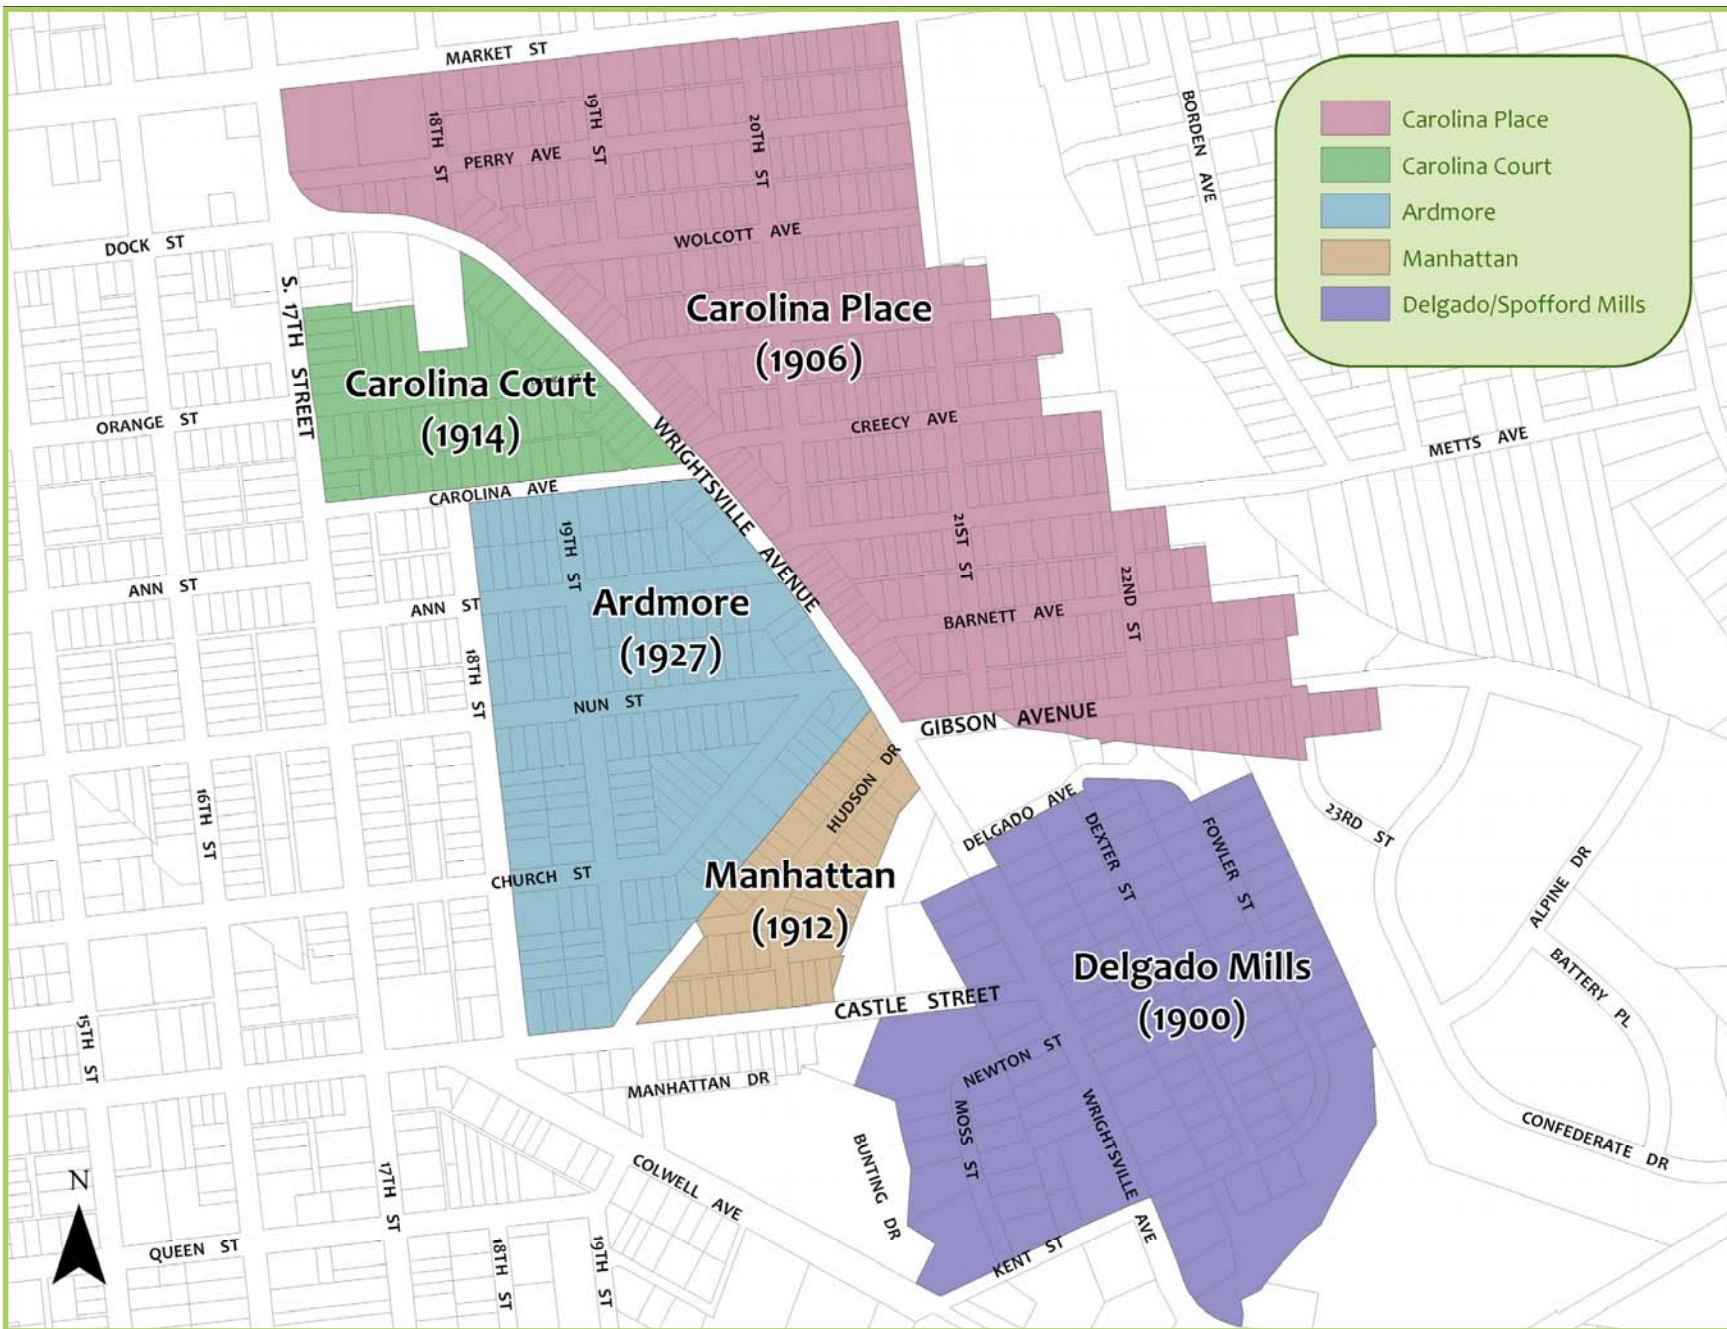 MARKET ST
18TH ST
19TH ST
20TH ST
PERRY AVE
WOLCOTT AVE
BORDEN AVE
Carolina Place
Carolina Court
Ardmore
Manhattan
Delgado/Spofford Mills
DOCK ST
S. 17TH STREET
Carolina Place
(1906)
Carolina Court
(1914)
ORANGE ST
CREECY AVE
METTS AVE
WRIGHTSVILLE AVENUE
CAROLINA AVE
19TH ST
21ST ST
22ND ST
ANN ST
ANN ST
Ardmore
(1927)
BARNETT AVE
18TH ST
NUN ST
GIBSON AVENUE
HUDSON DR
16TH ST
DELGADO AVE
DEXTER ST
FOWLER ST
23RD ST
ALPINE DR
CHURCH ST
Manhattan
(1912)
Delgado Mills
(1900)
BATTERY PL
CASTLE STREET
15TH ST
NEWTON ST
MANHATTAN DR
MOSS ST
WRIGHTSVILLE AVE
BUNTING DR
CONFEDERATE DR
COLWELL AVE
N
17TH ST
QUEEN ST
18TH ST
19TH ST
KENT ST